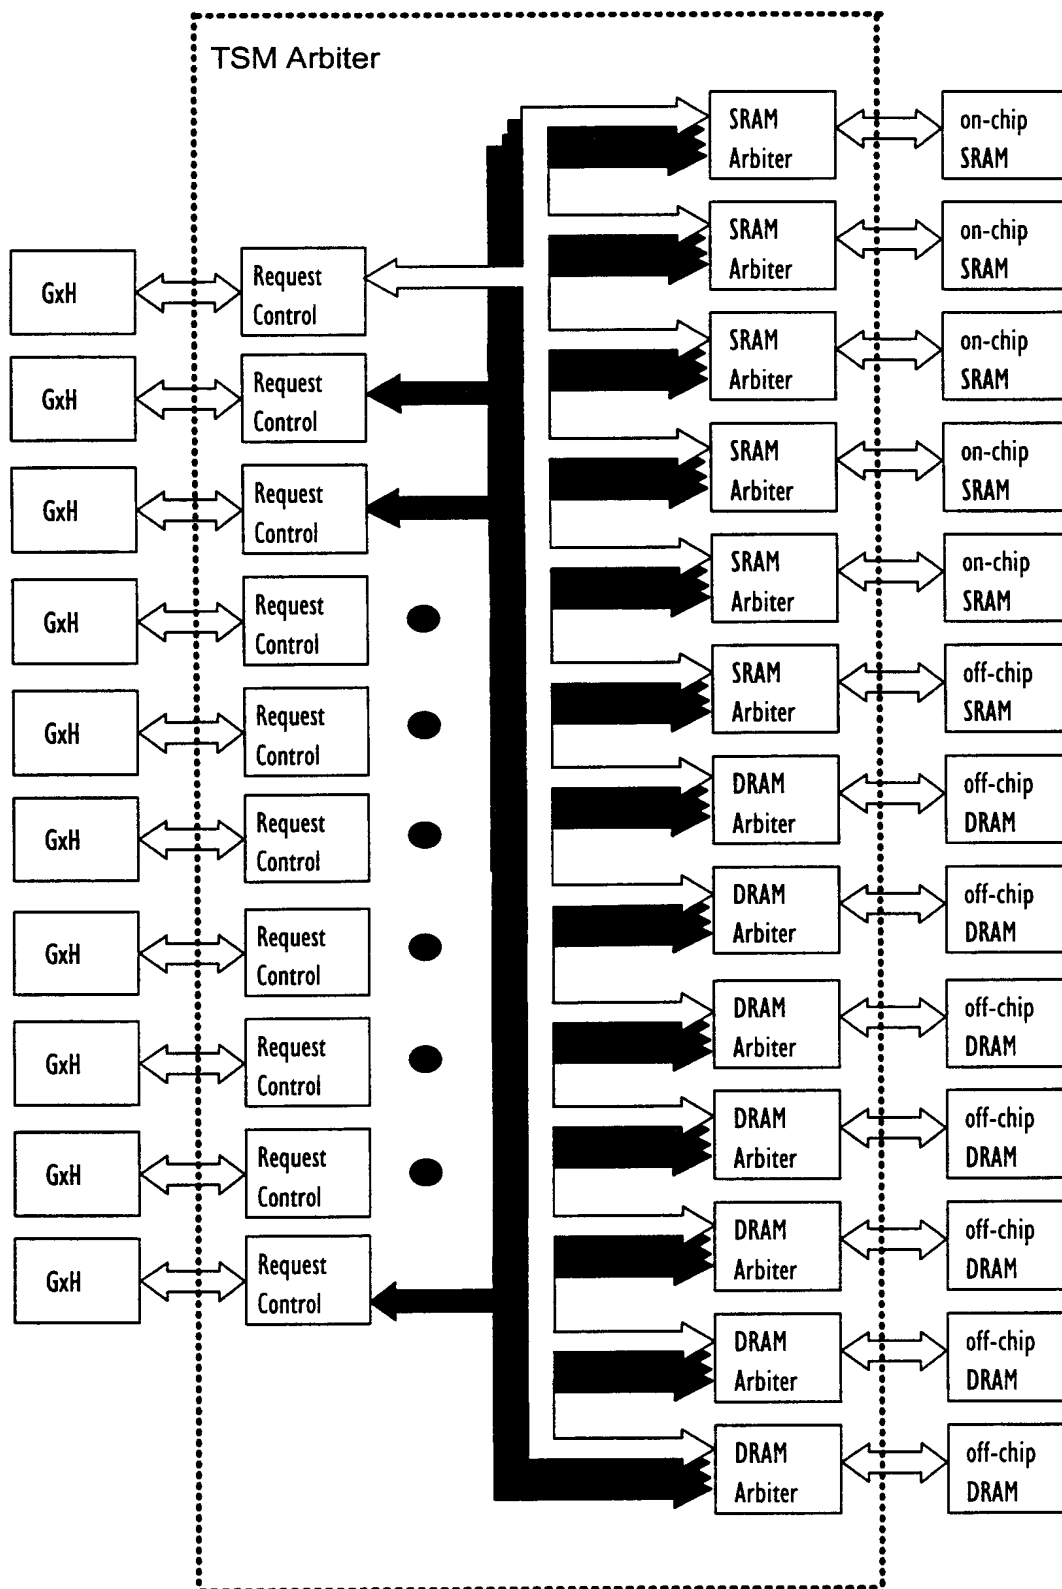 TSM Arbiter
GxH
GxH
GxH
GxH
GxH
GxH
GxH
GxH
GxH
GxH
Request
Control
Request
Control
Request
Control
Request
Control
Request
Control
Request
Control
Request
Control
Request
Control
Request
Control
Request
Control
SRAM
Arbiter
SRAM
Arbiter
SRAM
Arbiter
SRAM
Arbiter
SRAM
Arbiter
SRAM
Arbiter
DRAM
Arbiter
DRAM
Arbiter
DRAM
Arbiter
DRAM
Arbiter
DRAM
Arbiter
DRAM
Arbiter
DRAM
Arbiter
on-chip
SRAM
on-chip
SRAM
on-chip
SRAM
on-chip
SRAM
on-chip
SRAM
off-chip
SRAM
off-chip
DRAM
off-chip
DRAM
off-chip
DRAM
off-chip
DRAM
off-chip
DRAM
off-chip
DRAM
off-chip
DRAM